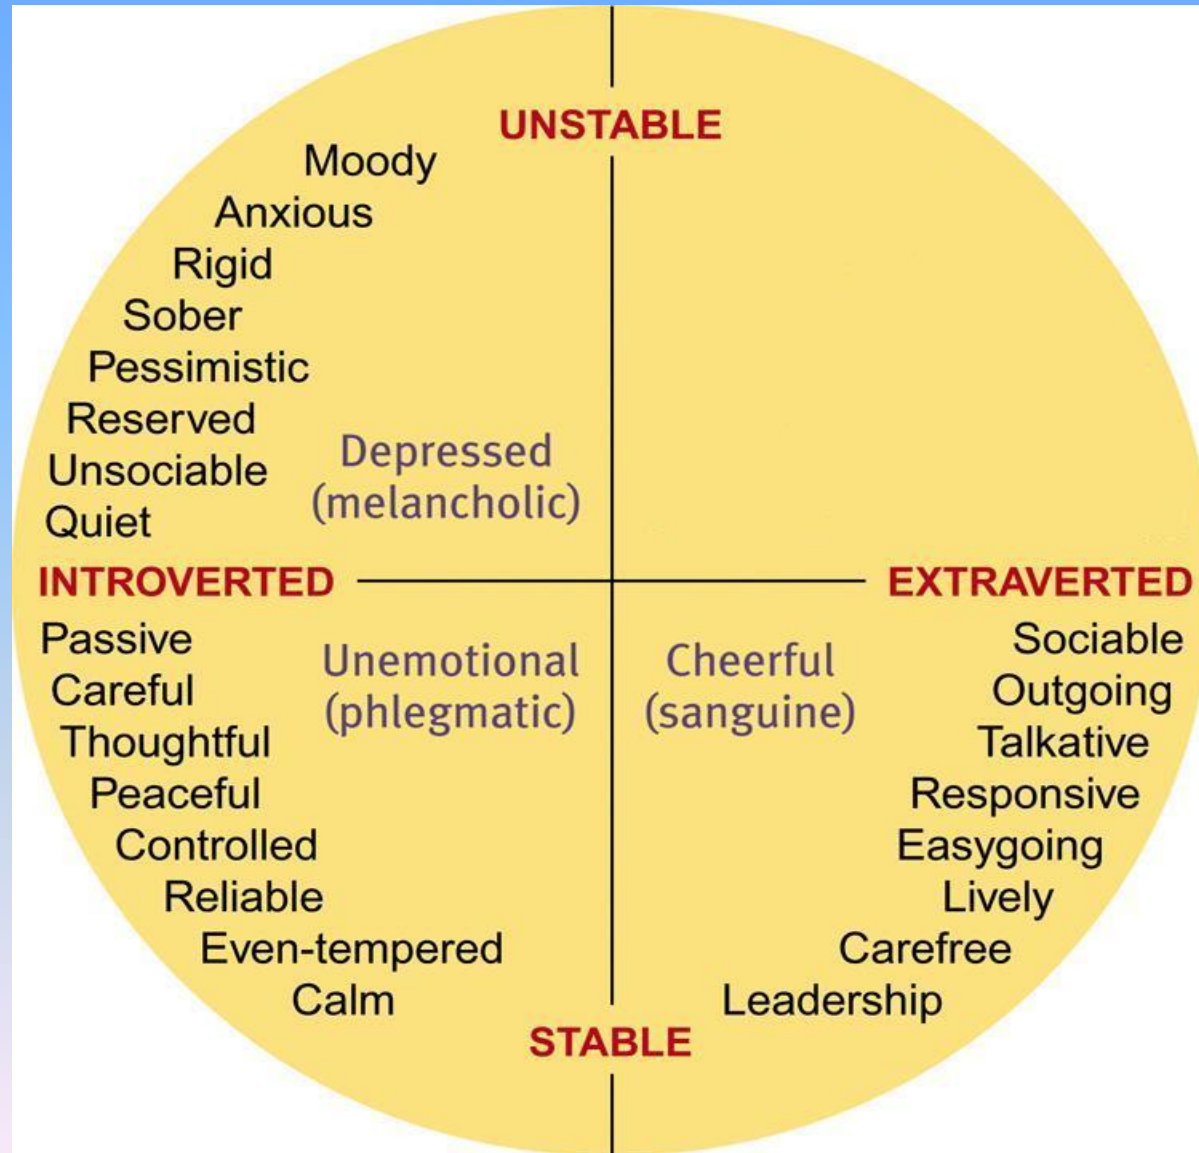 UNSTABLE
Moody
Anxious
Rigid
Sober
Pessimistic
Reserved
Unsociable
Quiet
Depressed
(melancholic)
INTROVERTED
EXTRAVERTED
Passive
Careful
Thoughtful
Peaceful
Controlled
Reliable
Even-tempered
Calm
Unemotional
(phlegmatic)
Cheerful
(sanguine)
Sociable
Outgoing
Talkative
Responsive
Easygoing
Lively
Carefree
Leadership
STABLE